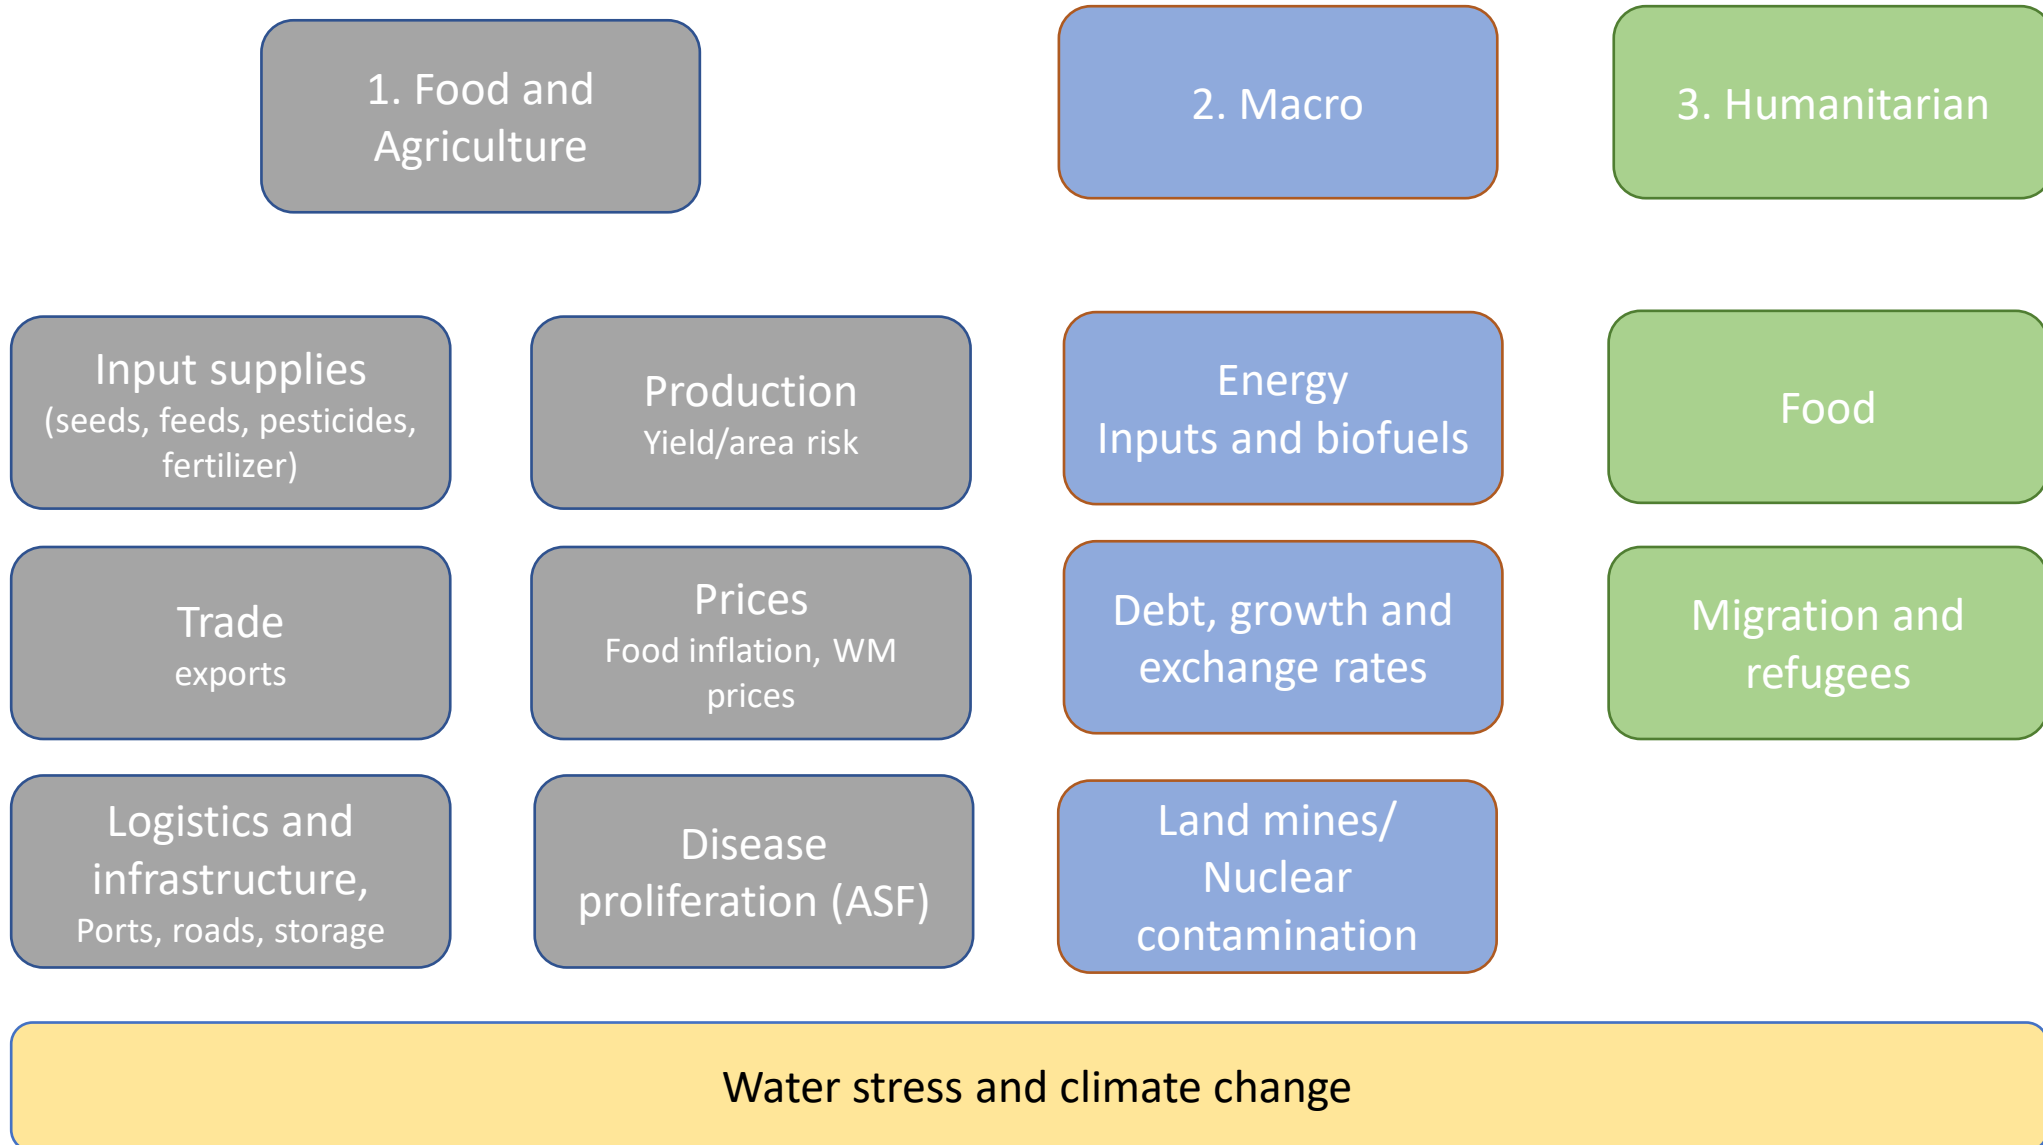 1. Food and
Agriculture
2. Macro
3. Humanitarian
Input supplies
(seeds, feeds, pesticides,
fertilizer)
Production
Yield/area risk
Energy
Inputs and biofuels
Food
Trade
exports
Prices
Food inflation, WM
prices
Debt, growth and
exchange rates
Migration and
refugees
Logistics and
infrastructure,
Ports, roads, storage
Disease
proliferation (ASF)
Land mines/
Nuclear
contamination
Water stress and climate change